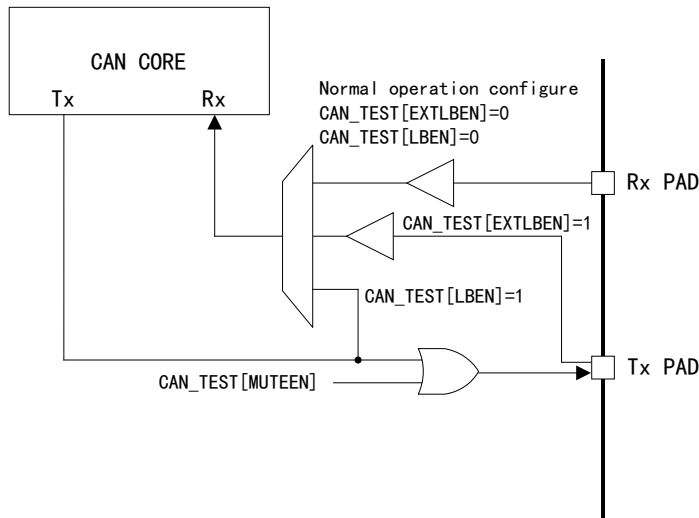 CAN CORE
Tx
Rx
Normal operation configure
CAN_TEST[EXTLBEN]=0
CAN_TEST[LBEN]=0
Rx PAD
CAN_TEST[EXTLBEN]=1
CAN_TEST[LBEN]=1
Tx PAD
CAN_TEST[MUTEEN]